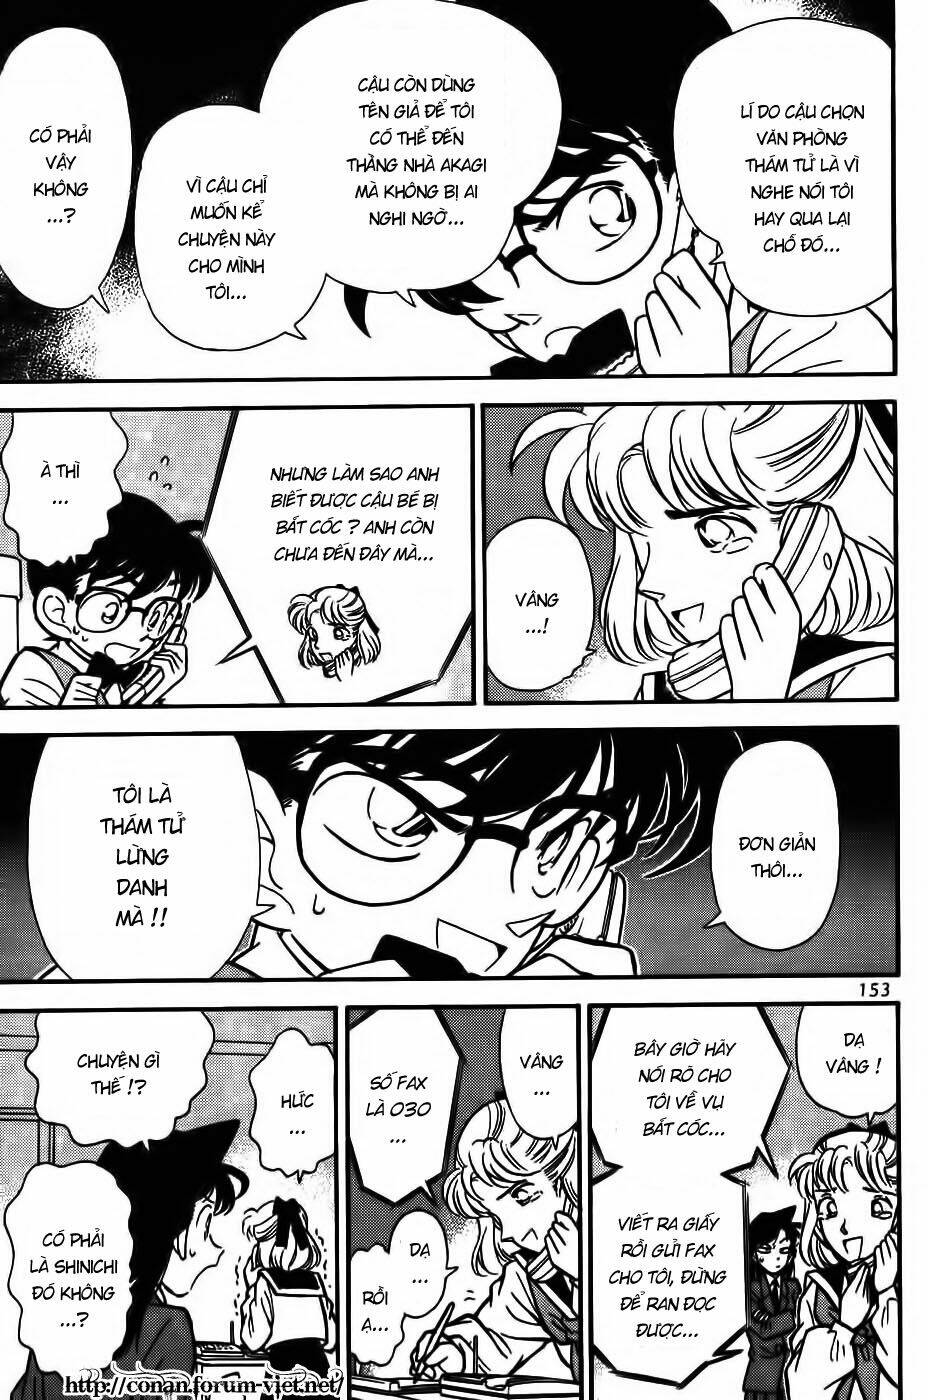 LÍ DO CẬU CHỌN
VĂN PHÒNG
THÁM TỬ LÀ VÌ
NGHE NÓI TÔI
HAY QUA LẠI
CHỖ ĐÓ...
CẬU CÒN DÙNG
TÊN GIẢ ĐỂ TÔI
CÓ THỂ ĐẾN
THẲNG NHÀ AKAGI
MÀ KHÔNG BỊ AI
NGHI NGỜ...
VÌ CẬU CHỈ
MUỐN KỂ
CHUYỆN NÀY
CHO MÌNH
TÔI...
CÓ PHẢI
VẬY
KHÔNG
...?
VÂNG
...!
NHƯNG LÀM SAO ANH
BIẾT ĐƯỢC CẬU BÉ BỊ
BẮT CÓC ? ANH CÒN
CHƯA ĐẾN ĐÂY MÀ...
À THÌ
...
ĐƠN GIẢN
THÔI...
TÔI LÀ
THÁM TỬ
LỪNG
DANH
MÀ !!
153
DẠ
VÂNG !
BÂY GIỜ HÃY
NÓI RÕ CHO
TÔI VỀ VỤ
BẮT CÓC...
VIẾT RA GIẤY
RỒI GỬI FAX
CHO TÔI, ĐỪNG
ĐỂ RAN ĐỌC
ĐƯỢC...
VÂNG
...
SỐ FAX
LÀ 030
...
DẠ
...
RỒI
Ạ...
HỨC
...
CHUYỆN GÌ
THẾ !?
CÓ PHẢI
LÀ SHINICHI
ĐÓ KHÔNG
...?
http://conan.forum-viet.net/